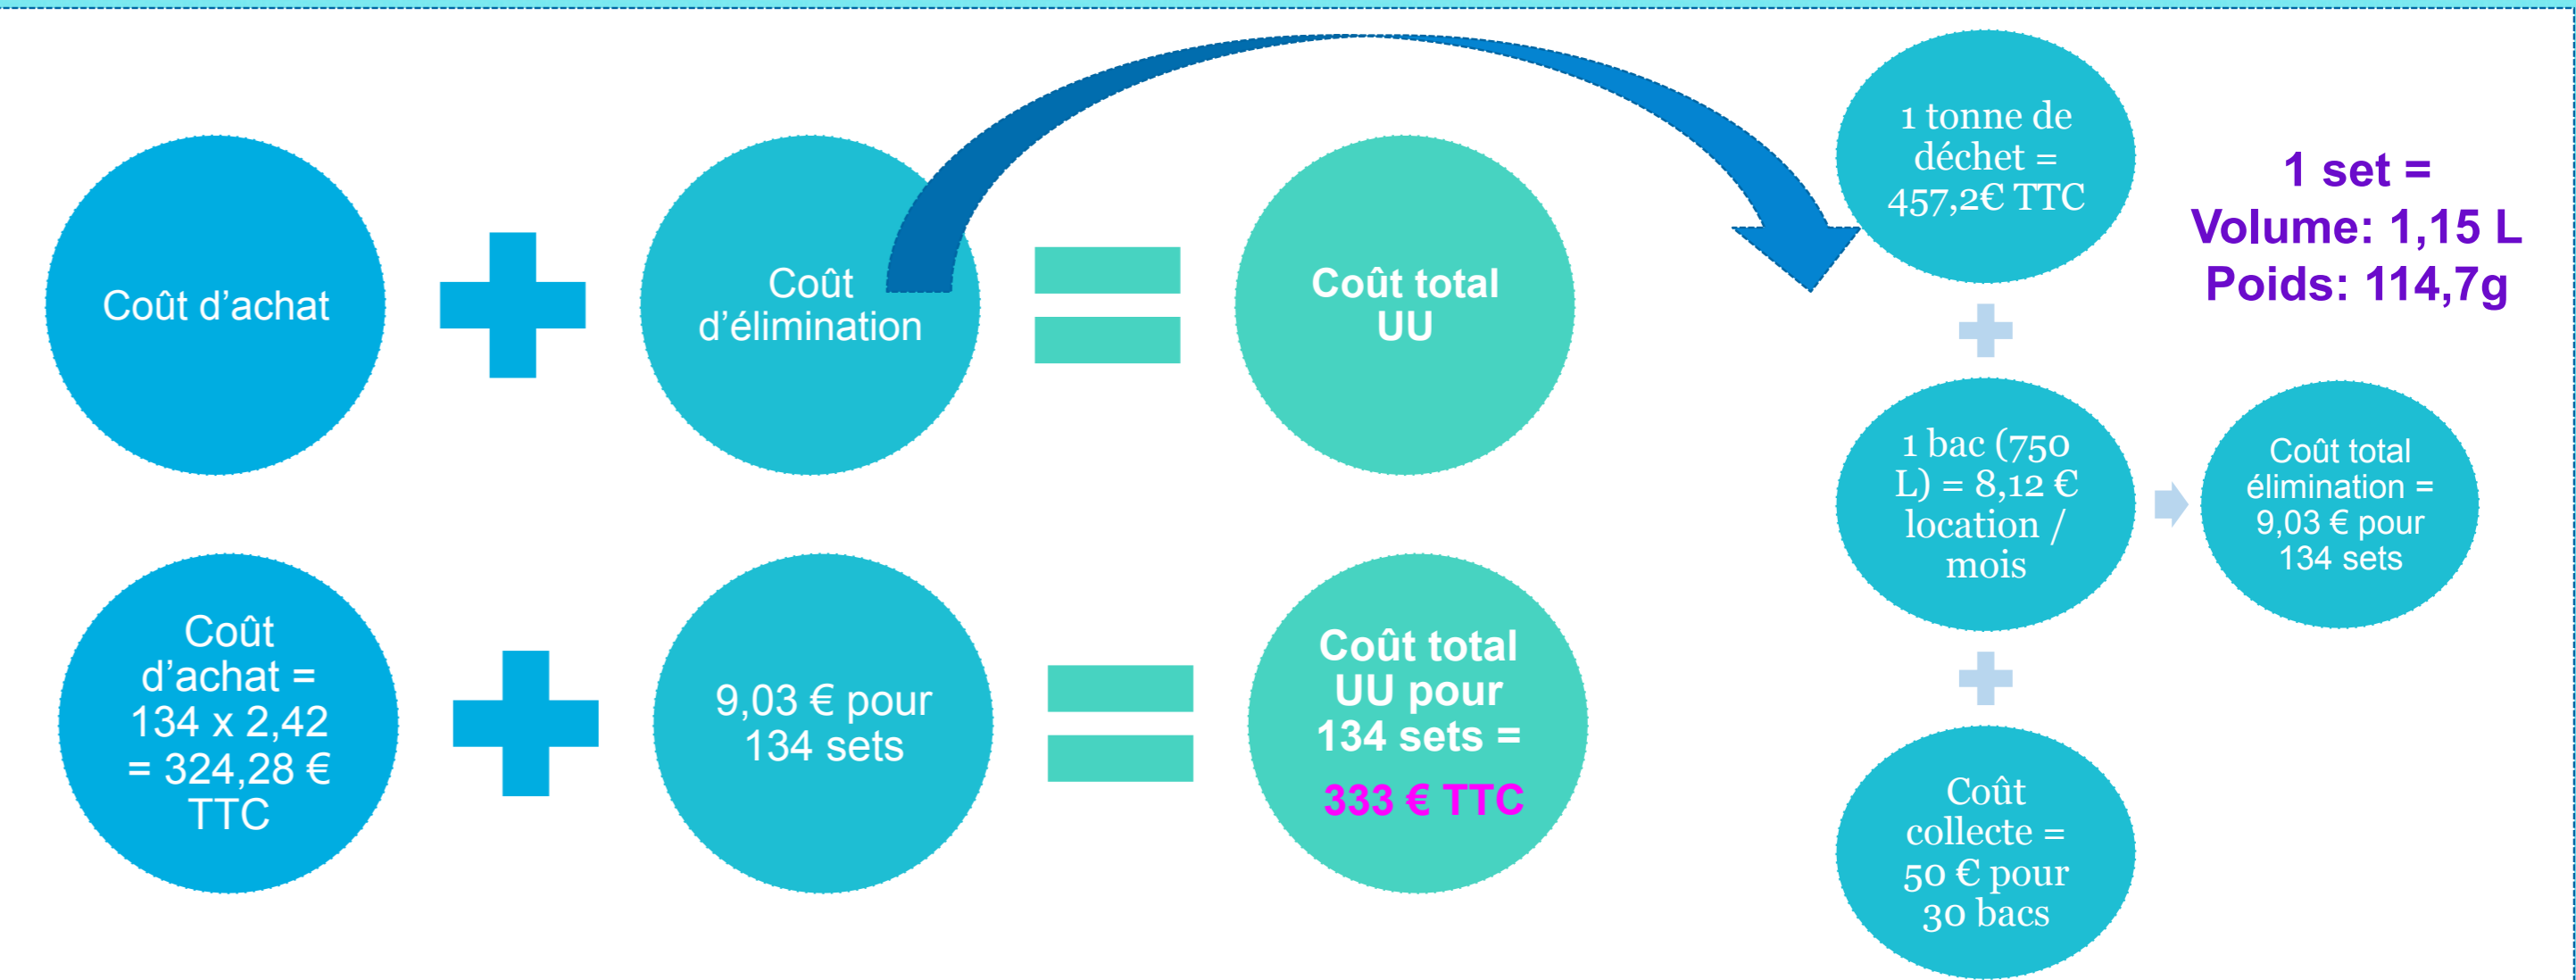 Coût d’achat
Coût
d’élimination
Coût total
UU
Coût
d’achat =
134 x 2,42
= 324,28 €
TTC
9,03 € pour
134 sets
Coût total
UU pour
134 sets =
333 € TTC
1 tonne de
déchet =
457,2€ TTC
1 set =
Volume: 1,15 L
Poids: 114,7g
1 bac (750
L) = 8,12 €
location /
mois
Coût total
élimination =
9,03 € pour
134 sets
Coût
collecte =
50 € pour
30 bacs